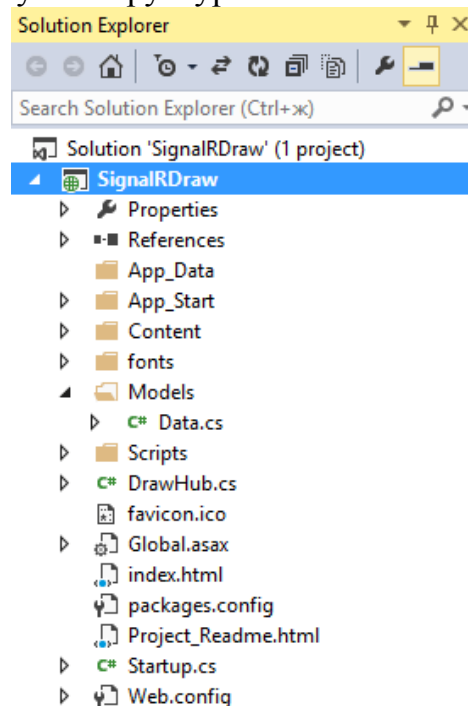 Solution Explorer
Search Solution Explorer (Ctrl+ж)
Solution 'SignalRDraw' (1 project)
SignalRDraw
Properties
References
App_Data
App_Start
Content
fonts
Models
C# Data.cs
Scripts
C# DrawHub.cs
favicon.ico
Global.asax
index.html
packages.config
Project_Readme.html
C# Startup.cs
Web.config